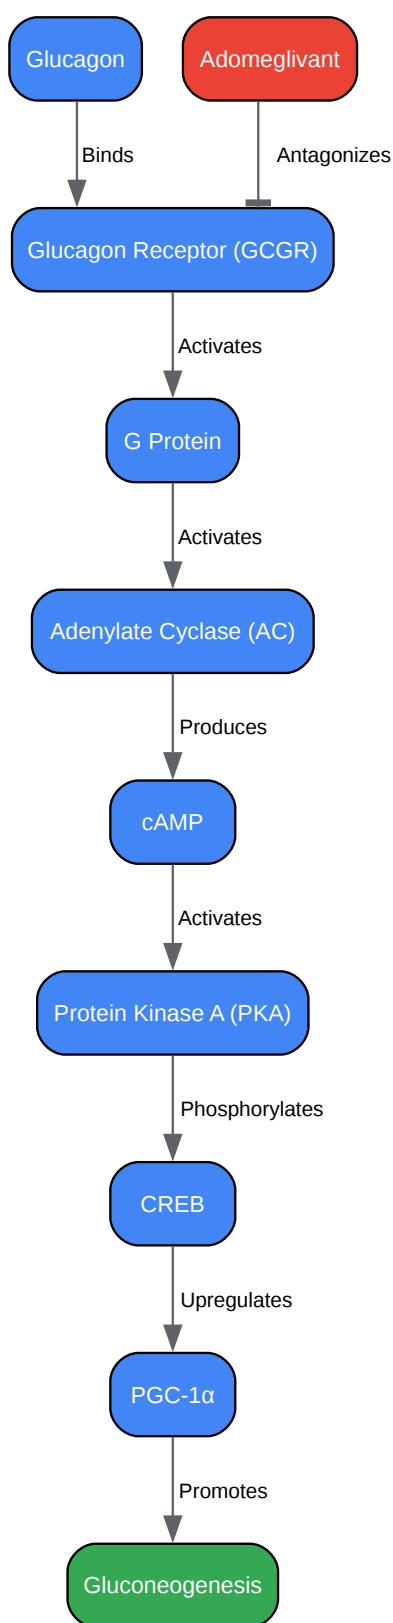 Glucagon
Adomeglivant
Binds
Antagonizes
Glucagon Receptor (GCGR)
Activates
G Protein
Activates
Adenylate Cyclase (AC)
Produces
cAMP
Activates
Protein Kinase A (PKA)
Phosphorylates
CREB
Upregulates
PGC-1α
Promotes
Gluconeogenesis